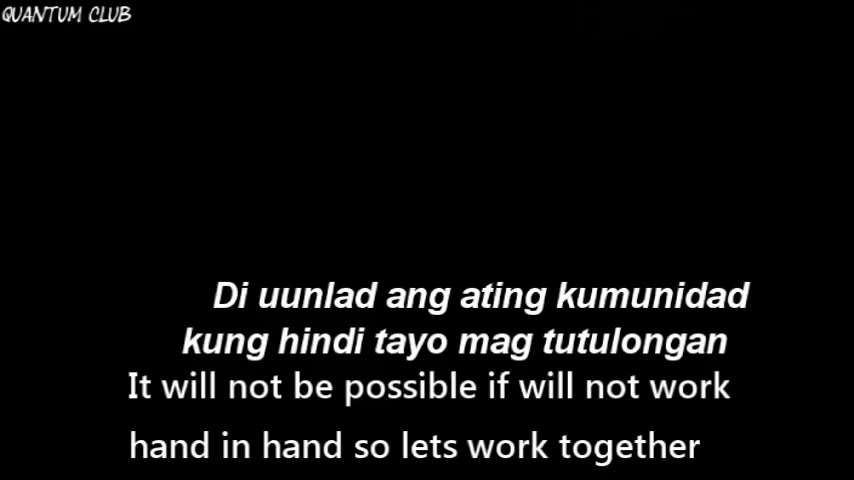 QUANTUM CLUB
Di uunlad ang ating kumunidad
kung hindi tayo mag tutulongan
It will not be possible if will not work
hand in hand so lets work together